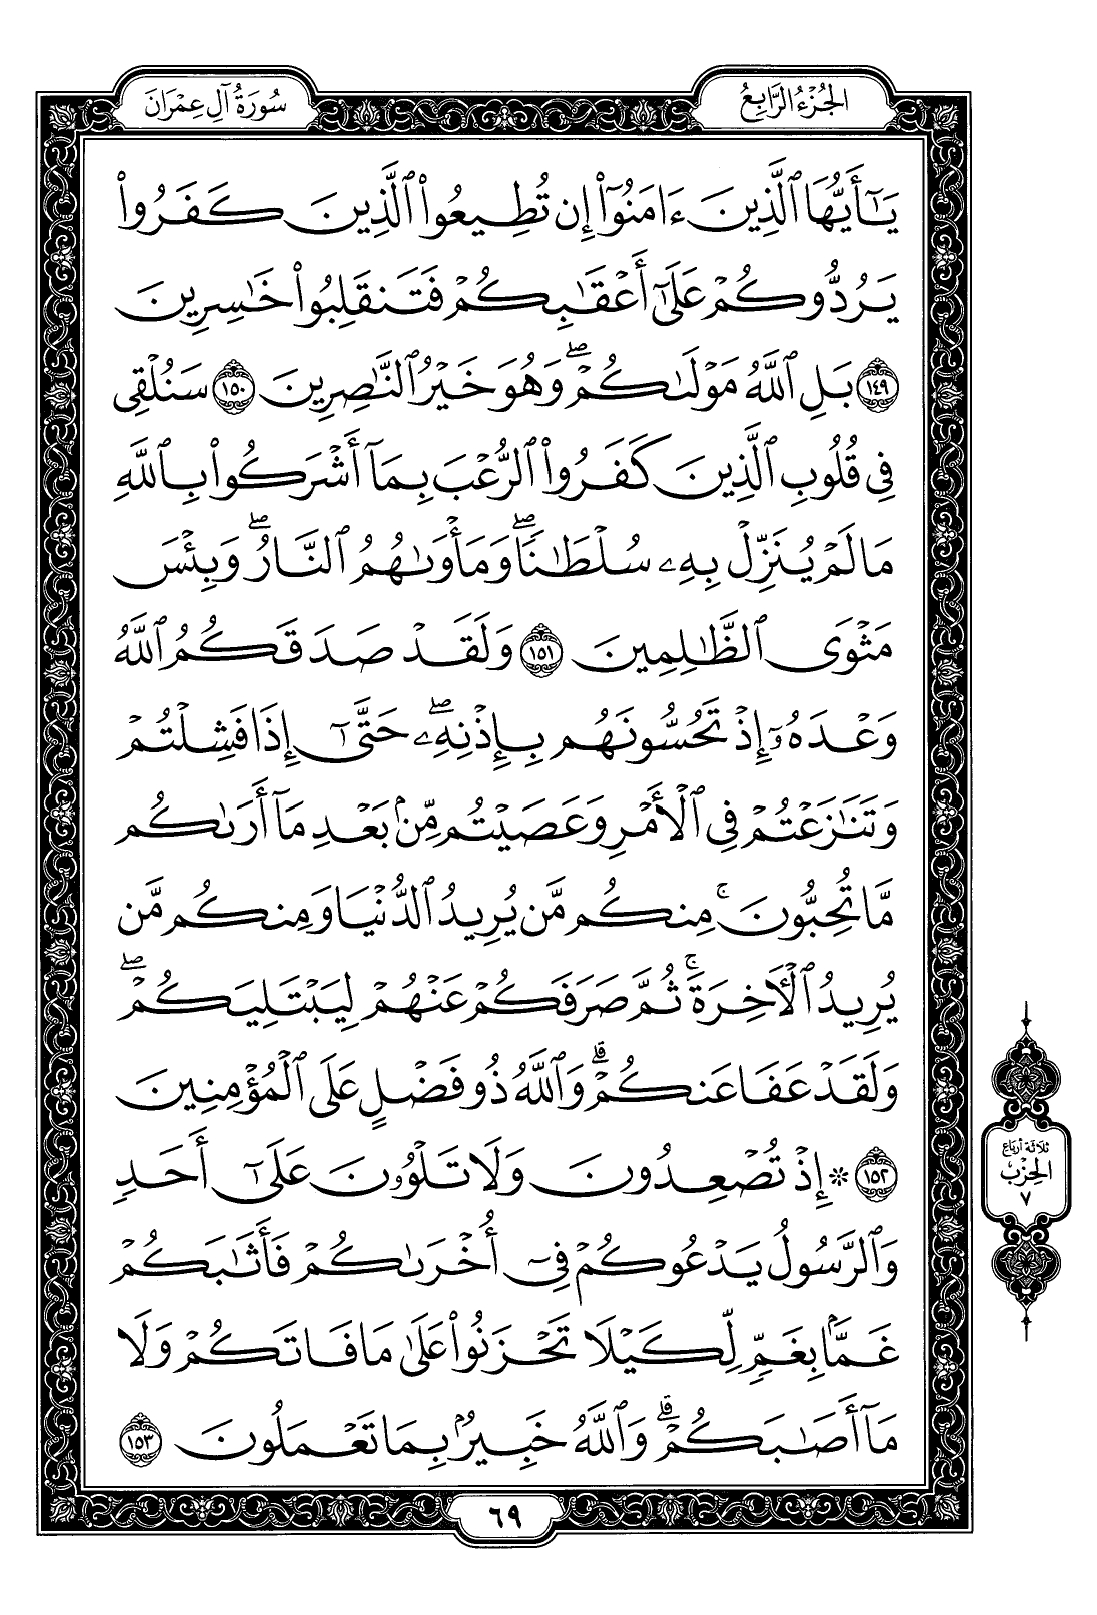 الجُزْءُ الرَّابِعُ
سُورَةُ آلِ عِمْرَانَ
يَٰٓأَيُّهَا ٱلَّذِينَ ءَامَنُوٓا۟ إِن تُطِيعُوا۟ ٱلَّذِينَ كَفَرُوا۟
يَرُدُّوكُمْ عَلَىٰٓ أَعْقَٰبِكُمْ فَتَنقَلِبُوا۟ خَٰسِرِينَ
١٤٩ بَلِ ٱللَّهُ مَوْلَىٰكُمْ ۖ وَهُوَ خَيْرُ ٱلنَّٰصِرِينَ ١٥٠ سَنُلْقِى
فِى قُلُوبِ ٱلَّذِينَ كَفَرُوا۟ ٱلرُّعْبَ بِمَآ أَشْرَكُوا۟ بِٱللَّهِ
مَا لَمْ يُنَزِّلْ بِهِۦ سُلْطَٰنًا ۖ وَمَأْوَىٰهُمُ ٱلنَّارُ ۖ وَبِئْسَ
مَثْوَى ٱلظَّٰلِمِينَ ١٥١ وَلَقَدْ صَدَقَكُمُ ٱللَّهُ
وَعْدَهُۥٓ إِذْ تَحُسُّونَهُم بِإِذْنِهِۦ ۖ حَتَّىٰٓ إِذَا فَشِلْتُمْ
وَتَنَٰزَعْتُمْ فِى ٱلْأَمْرِ وَعَصَيْتُم مِّنۢ بَعْدِ مَآ أَرَىٰكُم
مَّا تُحِبُّونَ ۚ مِنكُم مَّن يُرِيدُ ٱلدُّنْيَا وَمِنكُم مَّن
يُرِيدُ ٱلْءَاخِرَةَ ۚ ثُمَّ صَرَفَكُمْ عَنْهُمْ لِيَبْتَلِيَكُمْ ۖ
وَلَقَدْ عَفَا عَنكُمْ ۗ وَٱللَّهُ ذُو فَضْلٍ عَلَى ٱلْمُؤْمِنِينَ
١٥٢ ۞ إِذْ تُصْعِدُونَ وَلَا تَلْوُۥنَ عَلَىٰٓ أَحَدٍ
وَٱلرَّسُولُ يَدْعُوكُمْ فِىٓ أُخْرَىٰكُمْ فَأَثَٰبَكُمْ
غَمًّۢا بِغَمٍّ لِّكَيْلَا تَحْزَنُوا۟ عَلَىٰ مَا فَاتَكُمْ وَلَا
مَآ أَصَٰبَكُمْ ۗ وَٱللَّهُ خَبِيرٌۢ بِمَا تَعْمَلُونَ ١٥٣
ثلاثة أرباع
الحِزْب
٧
٦٩